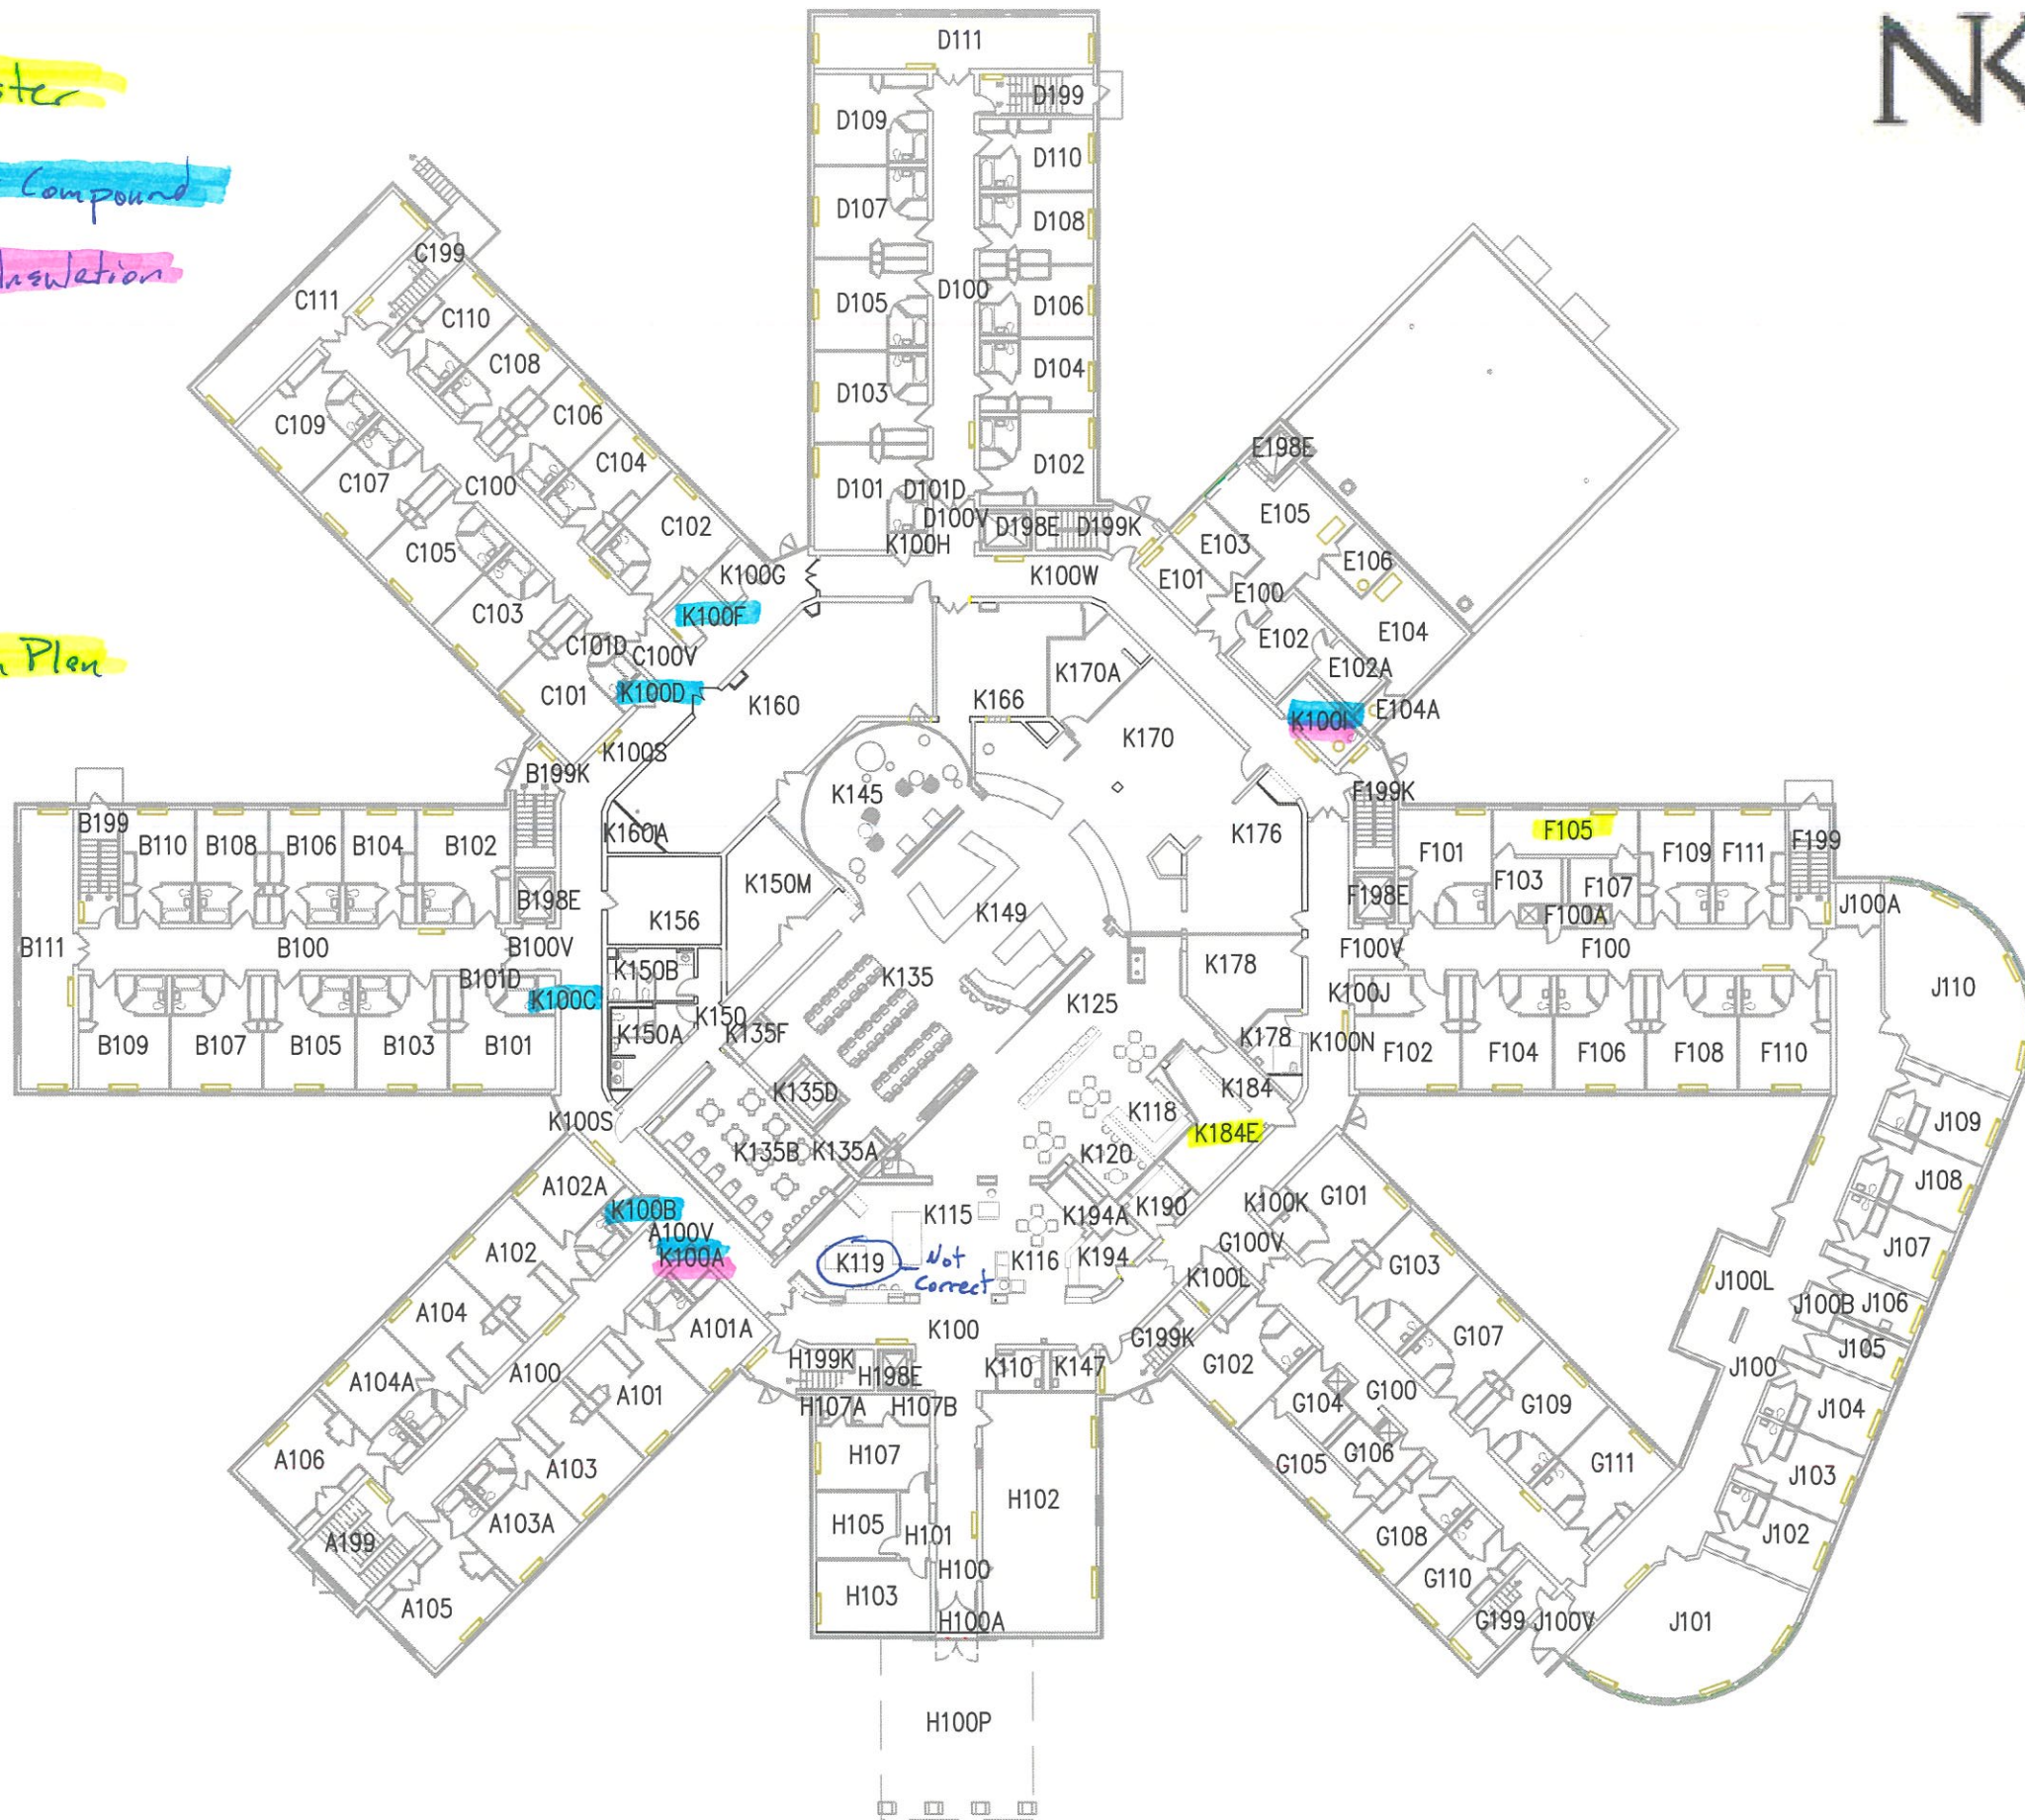 NK
ster
Compound
Insulation
n Plan
D111
D199
D109
D110
D107
D108
D100
D105
D106
D103
D104
D101
D101D
D102
D100V
D198E
D199K
K100H
K100W
C199
C111
C110
C108
C109
C106
C107
C100
C104
C105
C102
C103
C101D
C100V
C101
K100G
K100F
K100D
K100S
E198E
E105
E103
E106
E101
E100
E102
E104
E102A
E104A
K100I
K160
K166
K170A
K170
K145
K160A
K176
K150M
K156
K149
K150B
K150
K150A
K135F
K135
K125
K178
K178
K135D
K135B
K135A
K118
K184
K184E
K120
K190
K194A
K194
K115
K116
K119
Not
Correct
K100
B199K
B199
B110
B108
B106
B104
B102
B198E
B111
B100
B100V
B101D
K100C
B109
B107
B105
B103
B101
K100S
F199K
F105
F101
F109
F111
F199
F103
F107
F198E
F100A
F100V
F100
K100J
K100N
F102
F104
F106
F108
F110
J100A
J110
J109
J108
J107
J100L
J100B
J106
J105
J100
J104
J103
J102
J101
J100V
A102A
K100B
A100V
K100A
A102
A104
A101A
A104A
A100
A101
A106
A103
A103A
A199
A105
H199K
H198E
K110
K147
H107A
H107B
H107
H105
H101
H102
H103
H100
H100A
H100P
K100K
G101
G100V
K100L
G103
G199K
G102
G107
G104
G100
G109
G105
G106
G111
G108
G110
G199